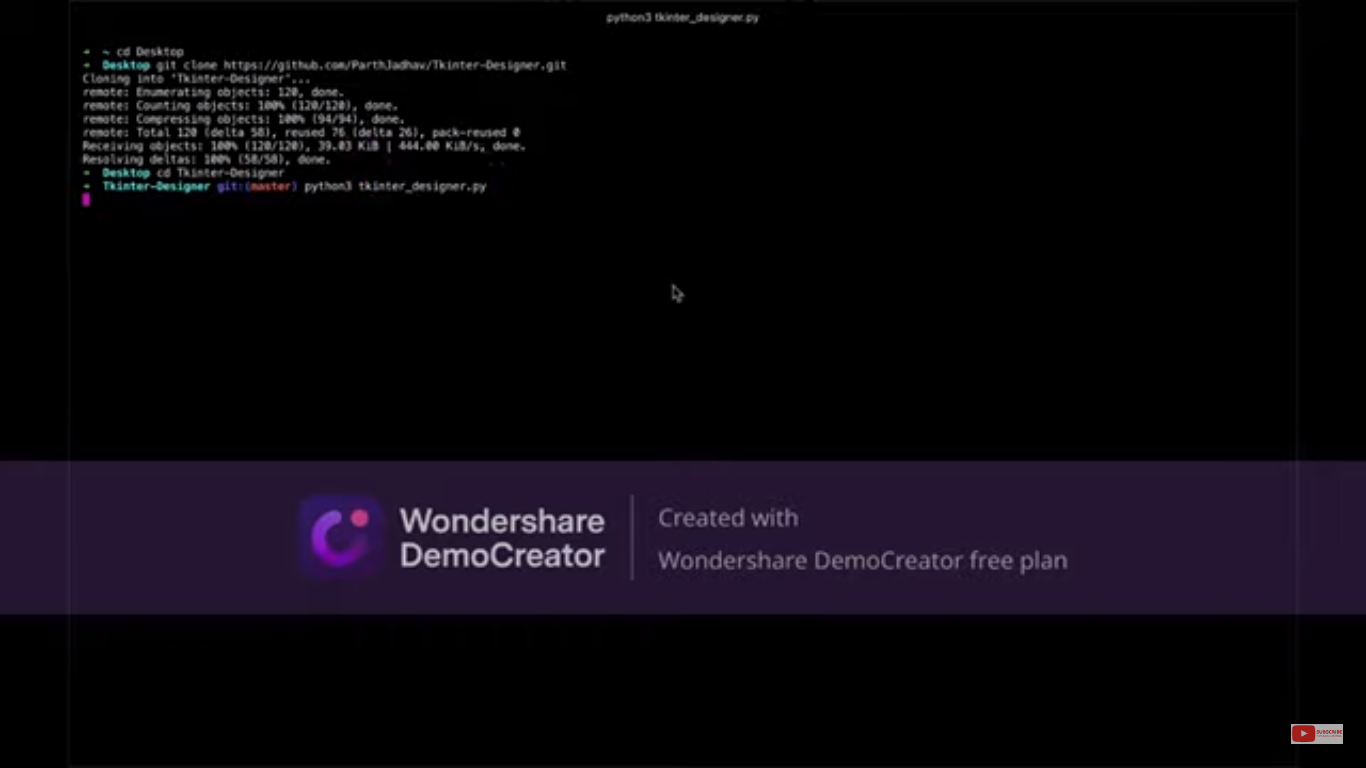 python3 tkinter_designer.py
→ ~ cd Desktop
→ Desktop git clone https://github.com/ParthJadhav/Tkinter-Designer.git
Cloning into 'Tkinter-Designer'...
remote: Enumerating objects: 120, done.
remote: Counting objects: 100% (120/120), done.
remote: Compressing objects: 100% (94/94), done.
remote: Total 120 (delta 58), reused 76 (delta 26), pack-reused 0
Receiving objects: 100% (120/120), 39.03 KiB | 444.00 KiB/s, done.
Resolving deltas: 100% (58/58), done.
→ Desktop cd Tkinter-Designer
→ Tkinter-Designer git:(master) python3 tkinter_designer.py
Wondershare
DemoCreator
Created with
Wondershare DemoCreator free plan
SUBSCRIBE